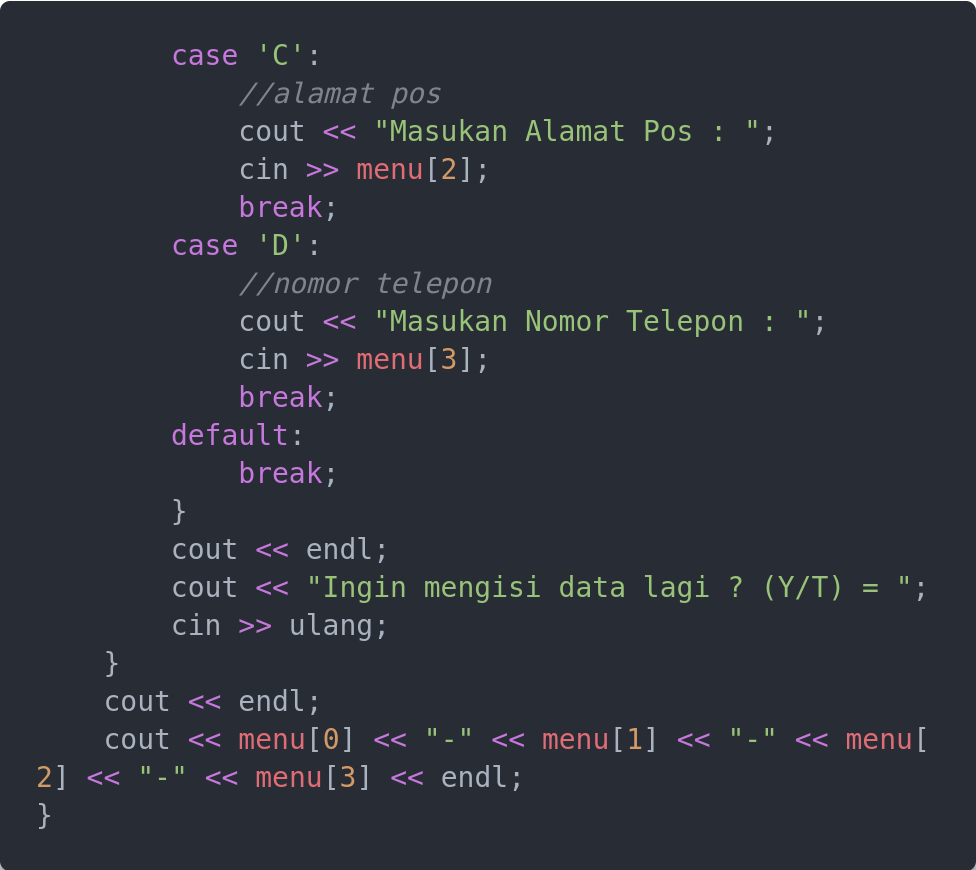 case 'C':
//alamat pos
cout << "Masukan Alamat Pos : ";
cin >> menu[2];
break;
case 'D':
//nomor telepon
cout << "Masukan Nomor Telepon : ";
cin >> menu[3];
break;
default:
break;
}
cout << endl;
cout << "Ingin mengisi data lagi ? (Y/T) = ";
cin >> ulang;
}
cout << endl;
cout << menu[0] << "-" << menu[1] << "-" << menu[
2] << "-" << menu[3] << endl;
}